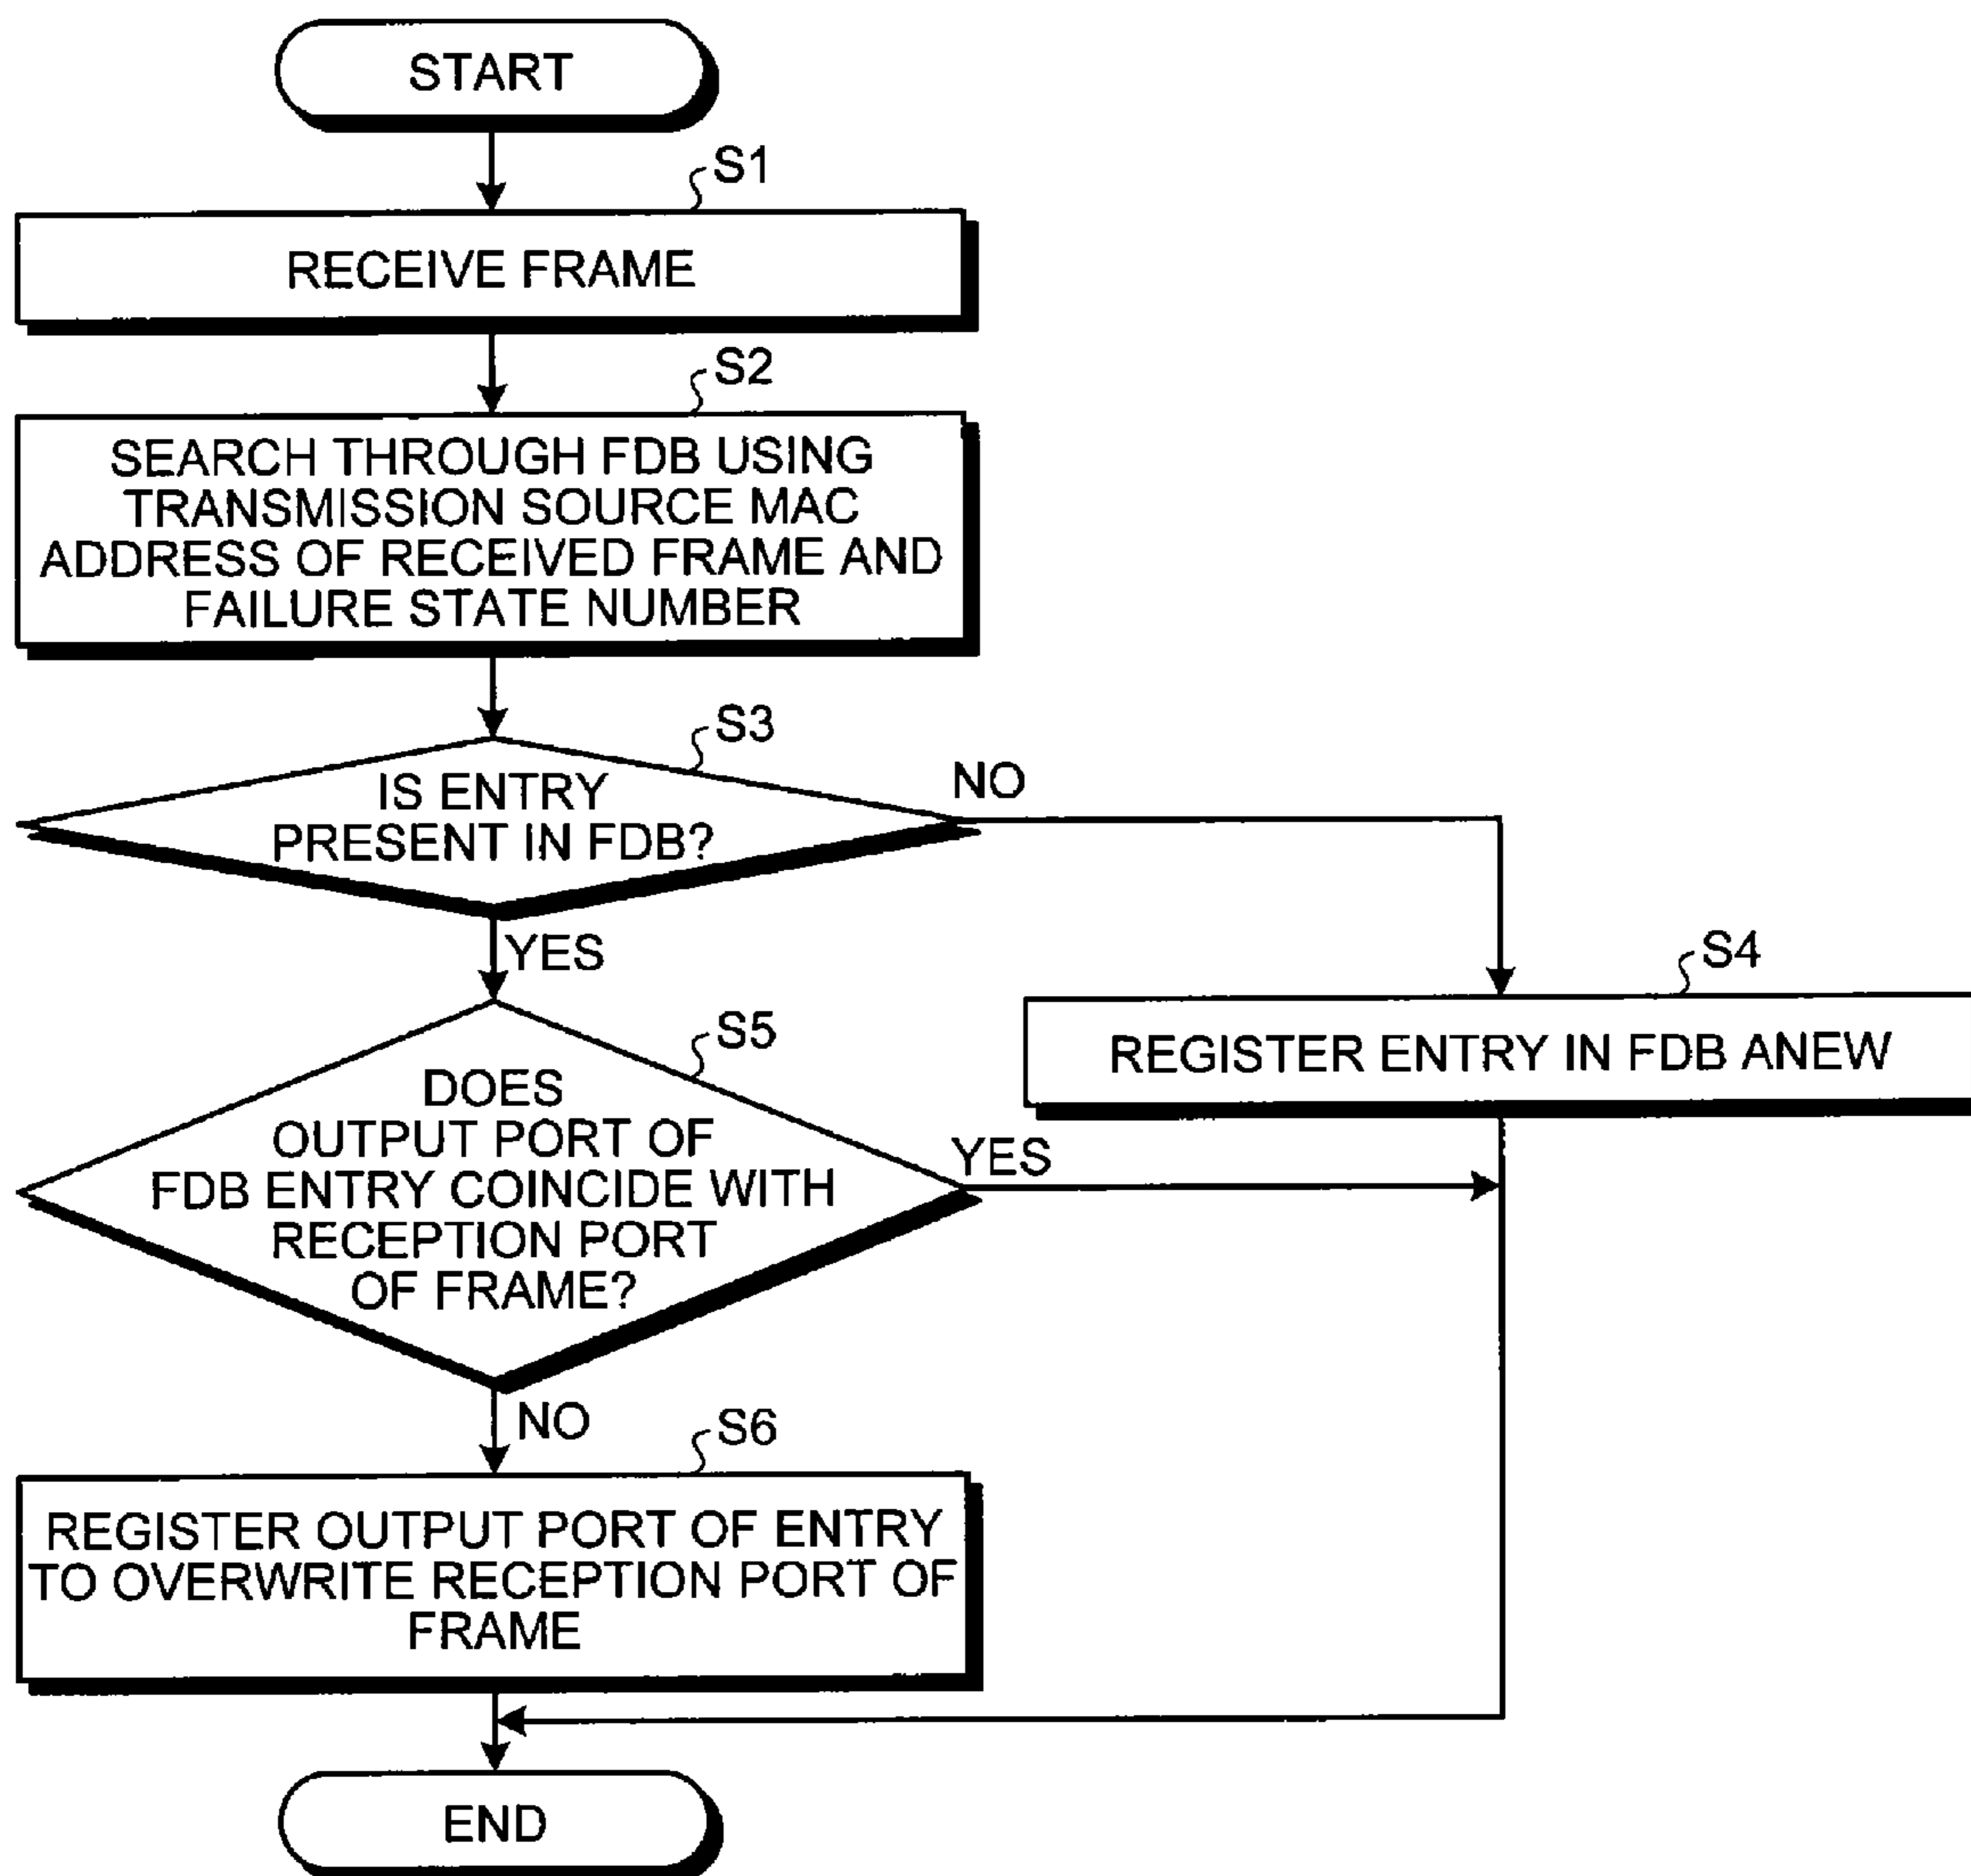 START
S1
RECEIVE FRAME
S2
SEARCH THROUGH FDB USING
TRANSMISSION SOURCE MAC
ADDRESS OF RECEIVED FRAME AND
FAILURE STATE NUMBER
S3
IS ENTRY
PRESENT IN FDB?
NO
YES
S4
REGISTER ENTRY IN FDB ANEW
S5
DOES
OUTPUT PORT OF
FDB ENTRY COINCIDE WITH
RECEPTION PORT
OF FRAME?
YES
NO
S6
REGISTER OUTPUT PORT OF ENTRY
TO OVERWRITE RECEPTION PORT OF
FRAME
END